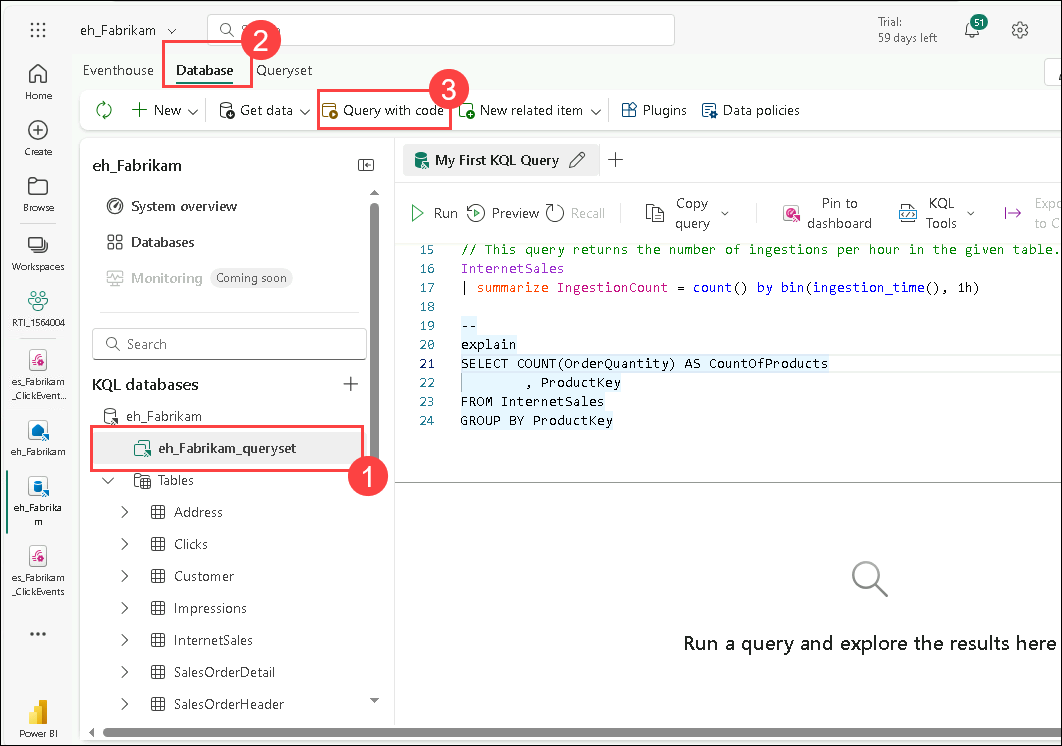 eh_Fabrikam
Trial:
59 days left
51
2
Eventhouse
Database
Queryset
3
New
Get data
Query with code
New related item
Plugins
Data policies
Home
Create
Browse
Workspaces
RTI_1564004
es_Fabrikam
_ClickEvent...
eh_Fabrikam
eh_Fabrika
m
es_Fabrikam
_ClickEvents
Power BI
eh_Fabrikam
System overview
Databases
Monitoring
Coming soon
Search
KQL databases
eh_Fabrikam
eh_Fabrikam_queryset
1
Tables
Address
Clicks
Customer
Impressions
InternetSales
SalesOrderDetail
SalesOrderHeader
My First KQL Query
Run
Preview
Recall
Copy
query
Pin to
dashboard
KQL
Tools
to C
15 // This query returns the number of ingestions per hour in the given table.
16 InternetSales
17 | summarize IngestionCount = count() by bin(ingestion_time(), 1h)
18
19 --
20 explain
21 SELECT COUNT(OrderQuantity) AS CountOfProducts
22 , ProductKey
23 FROM InternetSales
24 GROUP BY ProductKey
Run a query and explore the results here